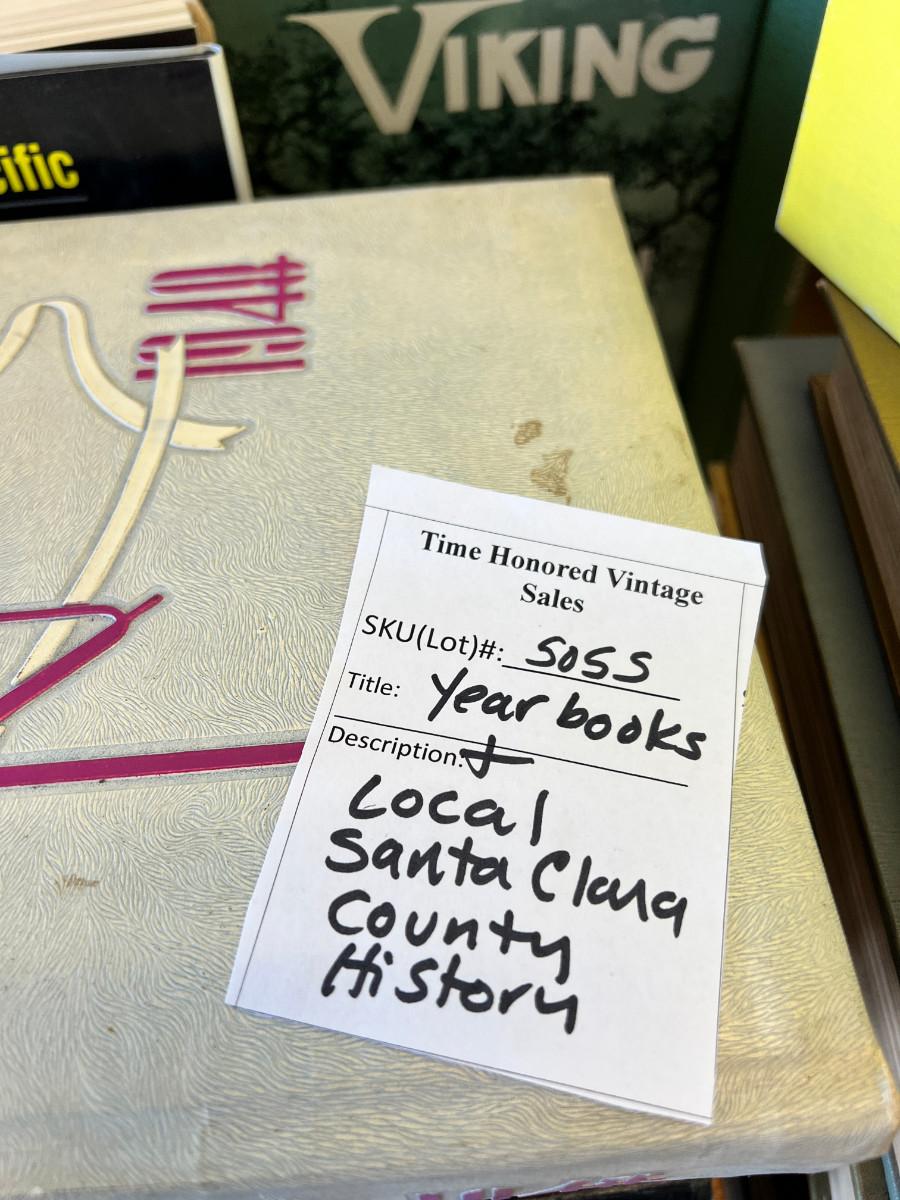 VIKING
cific
Time Honored Vintage
Sales
SKU(Lot)#: 5055
Title: Year books
Description: +
Local
Santa Clara
County
History